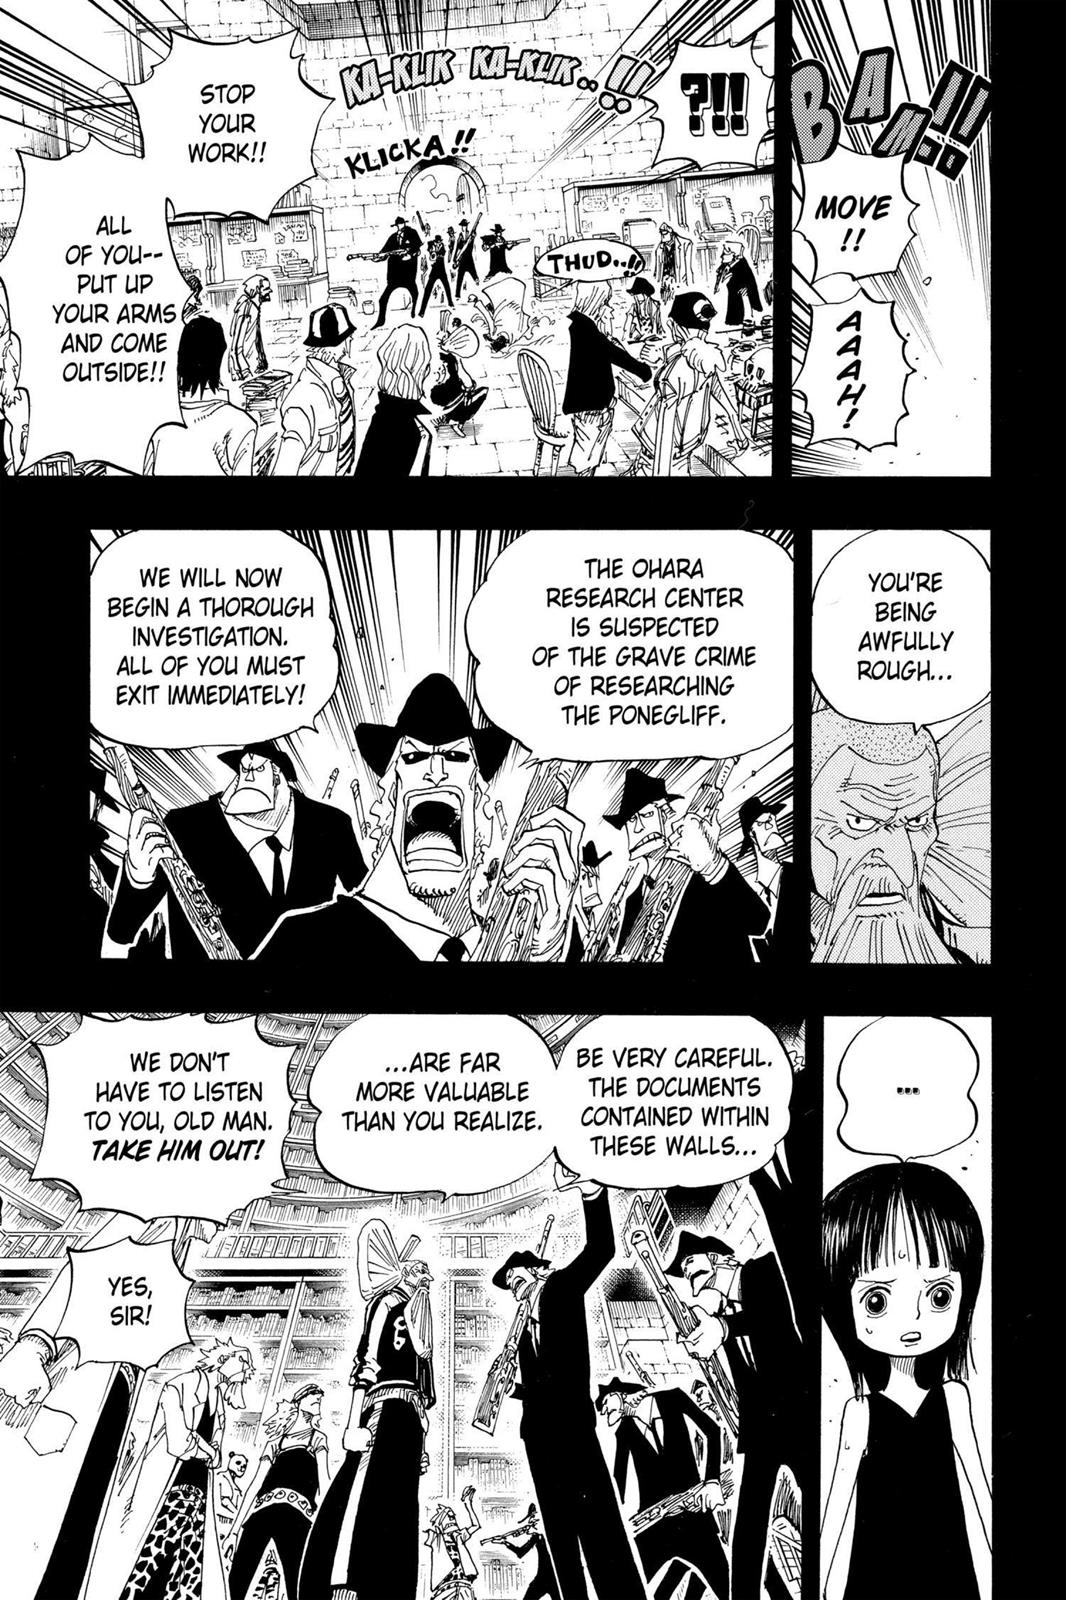 BAM!!
MOVE
!!
AAAH!
?!!
KA-KLIK KA-KLIK..!!
KLICKA!!
THUD..!!
STOP
YOUR
WORK!!
ALL
OF YOU--
PUT UP
YOUR ARMS
AND COME
OUTSIDE!!
YOU'RE
BEING
AWFULLY
ROUGH...
THE OHARA
RESEARCH CENTER
IS SUSPECTED
OF THE GRAVE CRIME
OF RESEARCHING
THE PONEGLIFF.
WE WILL NOW
BEGIN A THOROUGH
INVESTIGATION.
ALL OF YOU MUST
EXIT IMMEDIATELY!
...
BE VERY CAREFUL.
THE DOCUMENTS
CONTAINED WITHIN
THESE WALLS...
...ARE FAR
MORE VALUABLE
THAN YOU REALIZE.
WE DON'T
HAVE TO LISTEN
TO YOU, OLD MAN.
TAKE HIM OUT!
YES,
SIR!